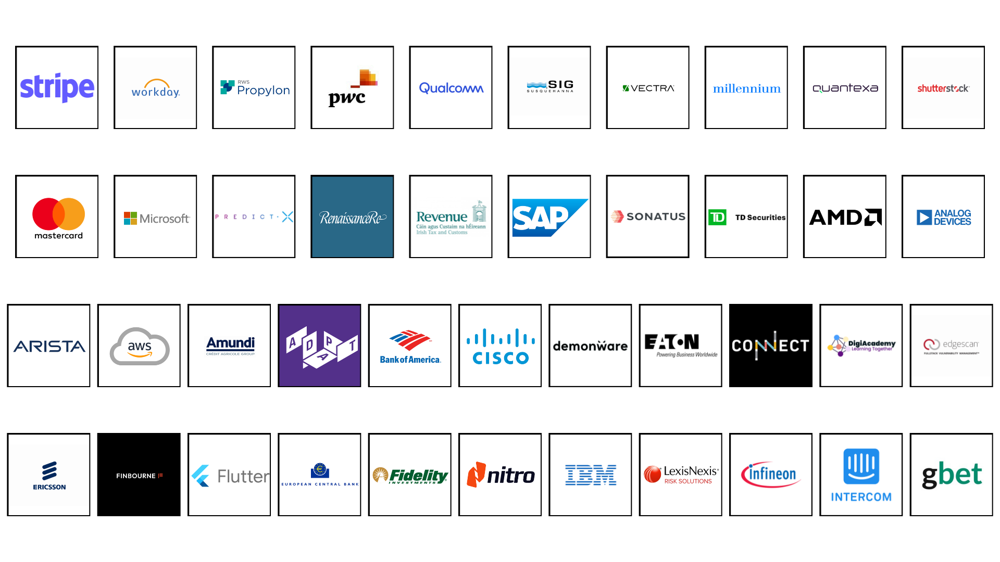 stripe
workday.
RWS
Propylon
pwc
Qualcomm
SIG
SUSQUEHANNA
VECTRA
millennium
quantexa
shutterstock
mastercard
Microsoft
PREDICT·X
RenaissanceRe
Revenue
Cáin agus Custaim na hÉireann
Irish Tax and Customs
SAP
SONATUS
TD
TD Securities
AMD
ANALOG
DEVICES
ARISTA
aws
Amundi
CRÉDIT AGRICOLE GROUP
ADAPT
Bank of America.
CISCO
demonware
EATON
Powering Business Worldwide
CONNECT
DigiAcademy
Learning Together
edgescan
FULLSTACK VULNERABILITY MANAGEMENT™
ERICSSON
FINBOURNE
Flutter
€
EUROPEAN CENTRAL BANK
Fidelity
INVESTMENTS
nitro
IBM
LexisNexis®
RISK SOLUTIONS
infineon
INTERCOM
gbet